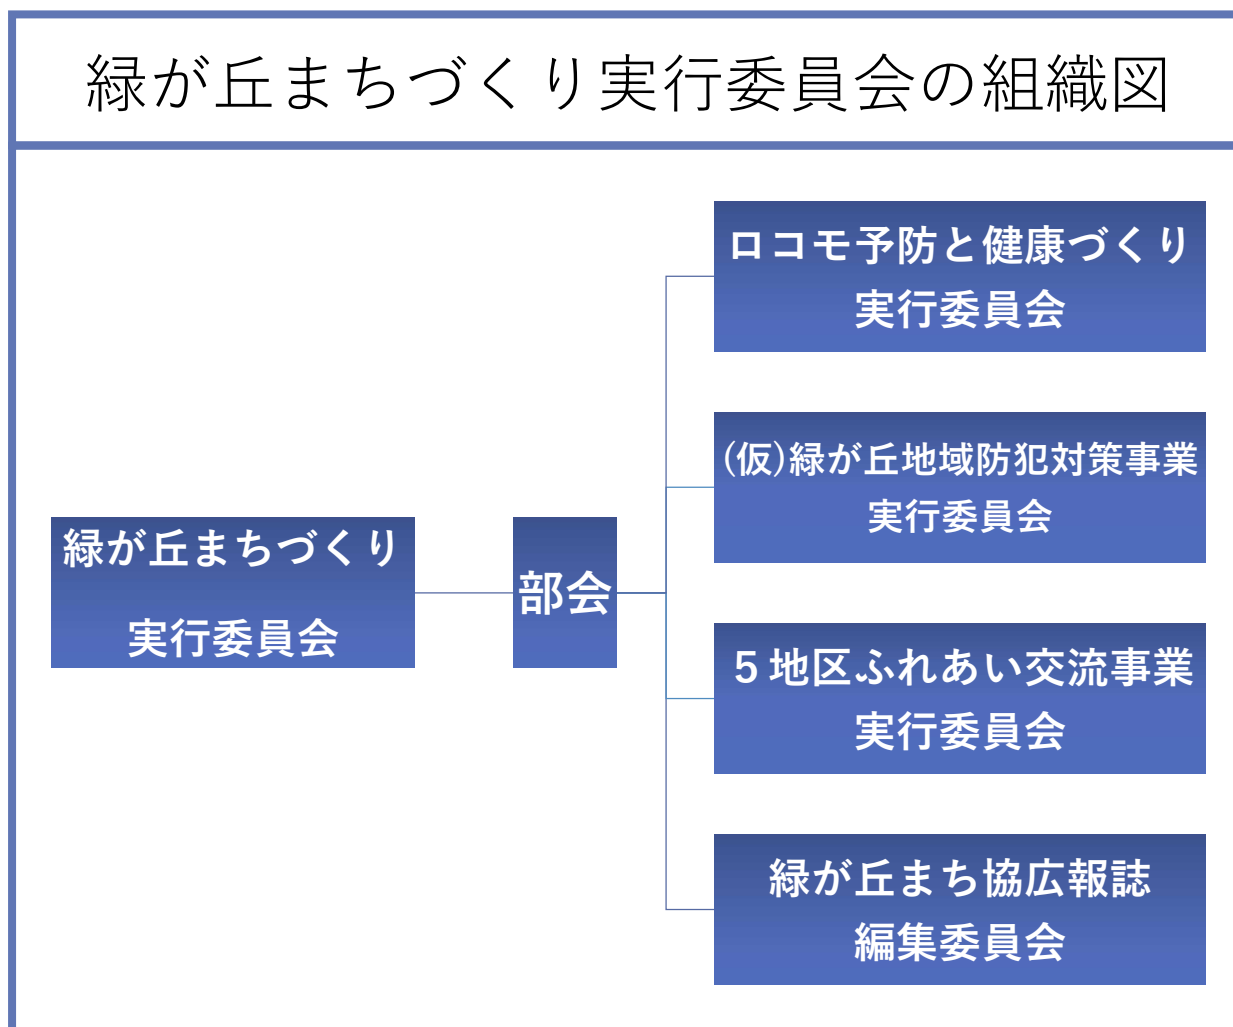 緑が丘まちづくり実行委員会の組織図
ロコモ予防と健康づくり
実行委員会
(仮)緑が丘地域防犯対策事業
実行委員会
緑が丘まちづくり
実行委員会
部会
５地区ふれあい交流事業
実行委員会
緑が丘まち協広報誌
編集委員会